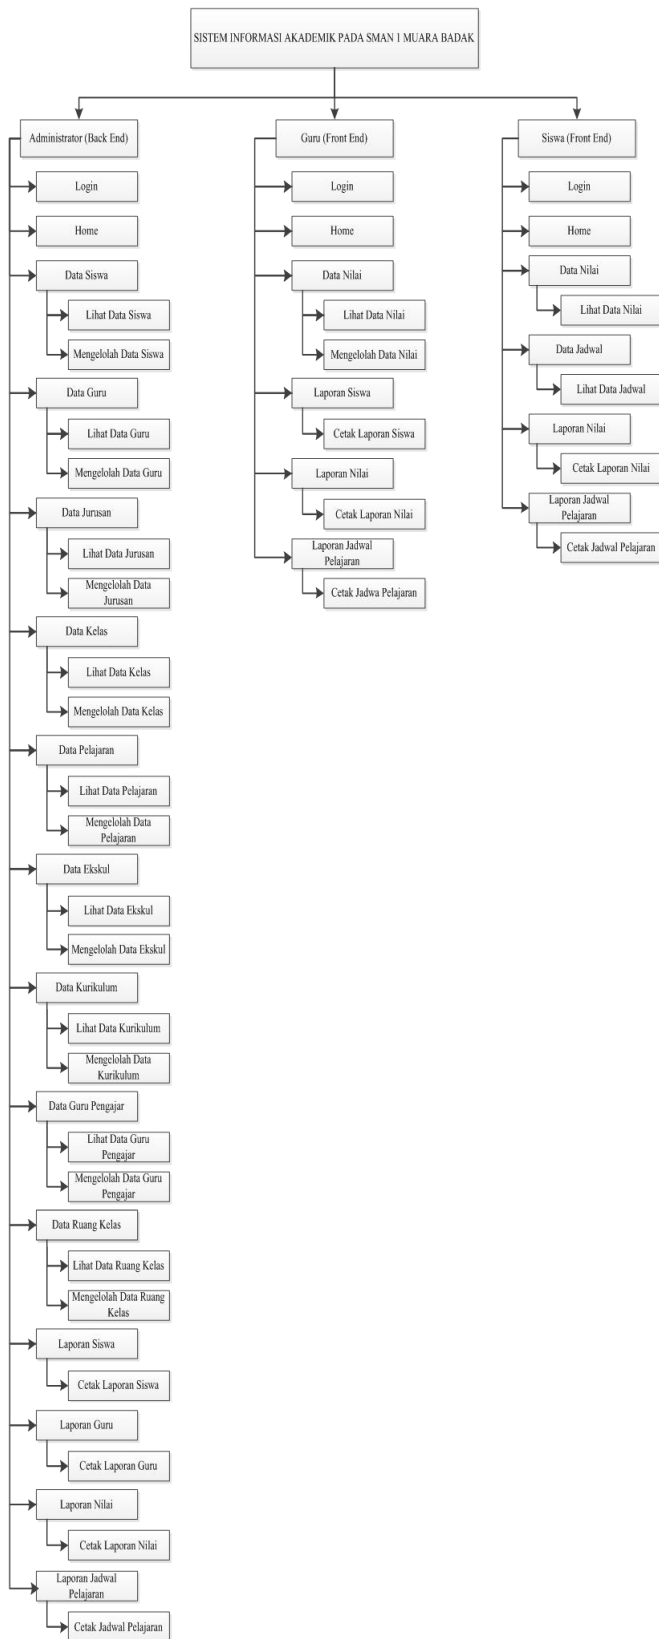 SISTEM INFORMASI AKADEMIK PADA SMAN 1 MUARA BADAK
Administrator (Back End)
Login
Home
Data Siswa
Lihat Data Siswa
Mengelolah Data Siswa
Data Guru
Lihat Data Guru
Mengelolah Data Guru
Data Jurusan
Lihat Data Jurusan
Mengelolah Data
Jurusan
Data Kelas
Lihat Data Kelas
Mengelolah Data Kelas
Data Pelajaran
Lihat Data Pelajaran
Mengelolah Data
Pelajaran
Data Ekskul
Lihat Data Ekskul
Mengelolah Data Ekskul
Data Kurikulum
Lihat Data Kurikulum
Mengelolah Data
Kurikulum
Data Guru Pengajar
Lihat Data Guru
Pengajar
Mengelolah Data Guru
Pengajar
Data Ruang Kelas
Lihat Data Ruang Kelas
Mengelolah Data Ruang
Kelas
Laporan Siswa
Cetak Laporan Siswa
Laporan Guru
Cetak Laporan Guru
Laporan Nilai
Cetak Laporan Nilai
Laporan Jadwal
Pelajaran
Cetak Jadwal Pelajaran
Guru (Front End)
Login
Home
Data Nilai
Lihat Data Nilai
Mengelolah Data Nilai
Laporan Siswa
Cetak Laporan Siswa
Laporan Nilai
Cetak Laporan Nilai
Laporan Jadwal
Pelajaran
Cetak Jadwa Pelajaran
Siswa (Front End)
Login
Home
Data Nilai
Lihat Data Nilai
Data Jadwal
Lihat Data Jadwal
Laporan Nilai
Cetak Laporan Nilai
Laporan Jadwal
Pelajaran
Cetak Jadwal Pelajaran